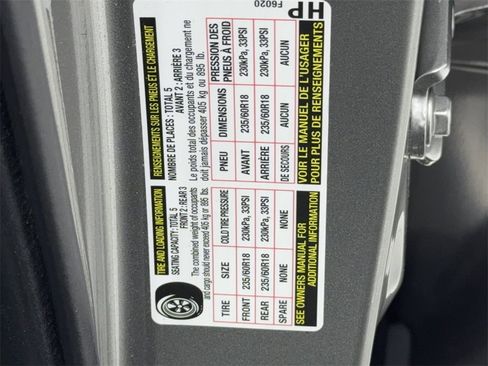 TIRE AND LOADING INFORMATION
SEATING CAPACITY: TOTAL 5
FRONT 2: REAR 3
The combined weight of occupants
and cargo should never exceed 405 kg or 895 lbs.
TIRE SIZE COLD TIRE PRESSURE
FRONT 235/60R18 230kPa, 33PSI
REAR 235/60R18 230kPa, 33PSI
SPARE NONE NONE
SEE OWNERS MANUAL FOR
ADDITIONAL INFORMATION
RENSEIGNEMENTS SUR LES PNEUS ET LE CHARGEMENT
NOMBRE DE PLACES : TOTAL 5
AVANT 2 : ARRIÈRE 3
Le poids total des occupants et du chargement ne
doit jamais dépasser 405 kg ou 895 lb.
PNEU DIMENSIONS PRESSION DES
PNEUS À FROID
AVANT 235/60R18 230kPa, 33PSI
ARRIÈRE 235/60R18 230kPa, 33PSI
DE SECOURS AUCUN AUCUN
VOIR LE MANUEL DE L'USAGER
POUR PLUS DE RENSEIGNEMENTS
F6020
HP